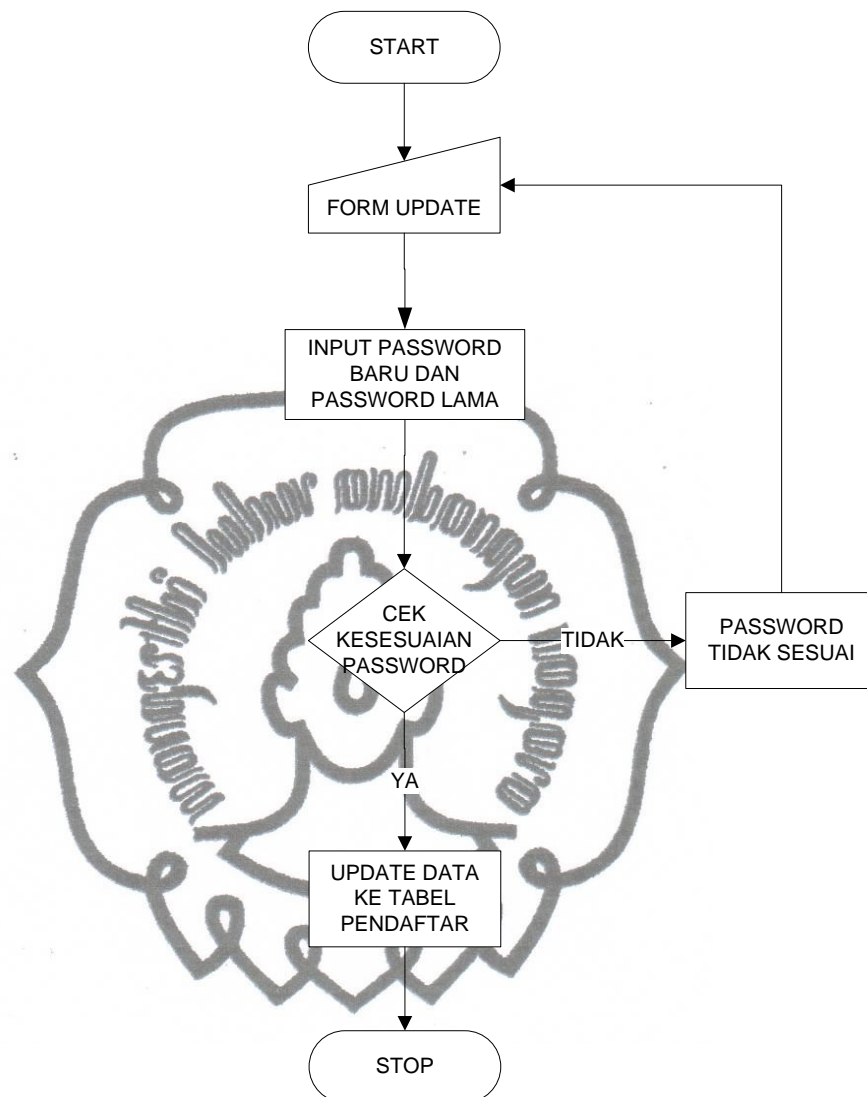 START
FORM UPDATE
INPUT PASSWORD
BARU DAN
PASSWORD LAMA
CEK
KESESUAIAN
PASSWORD
TIDAK
PASSWORD
TIDAK SESUAI
YA
UPDATE DATA
KE TABEL
PENDAFTAR
STOP